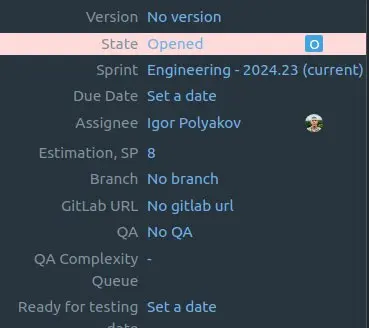 Version No version
State Opened O
Sprint Engineering - 2024.23 (current)
Due Date Set a date
Assignee Igor Polyakov
Estimation, SP 8
Branch No branch
GitLab URL No gitlab url
QA No QA
QA Complexity -
Queue
Ready for testing Set a date
date